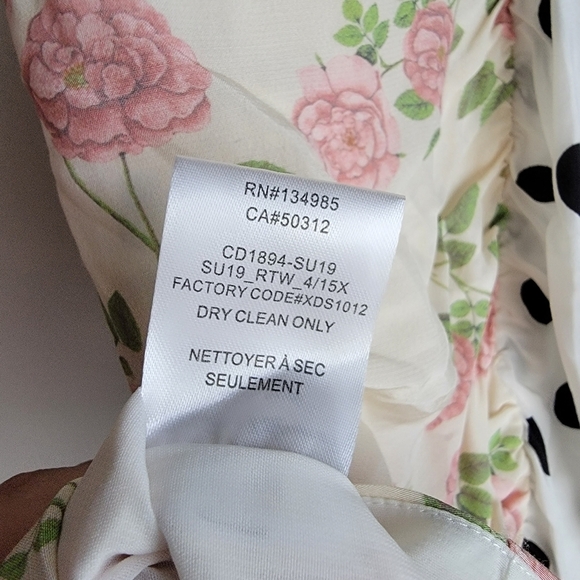 RN#134985
CA#50312
CD1894-SU19
SU19_RTW_4/15X
FACTORY CODE#XDS1012
DRY CLEAN ONLY
NETTOYER À SEC
SEULEMENT